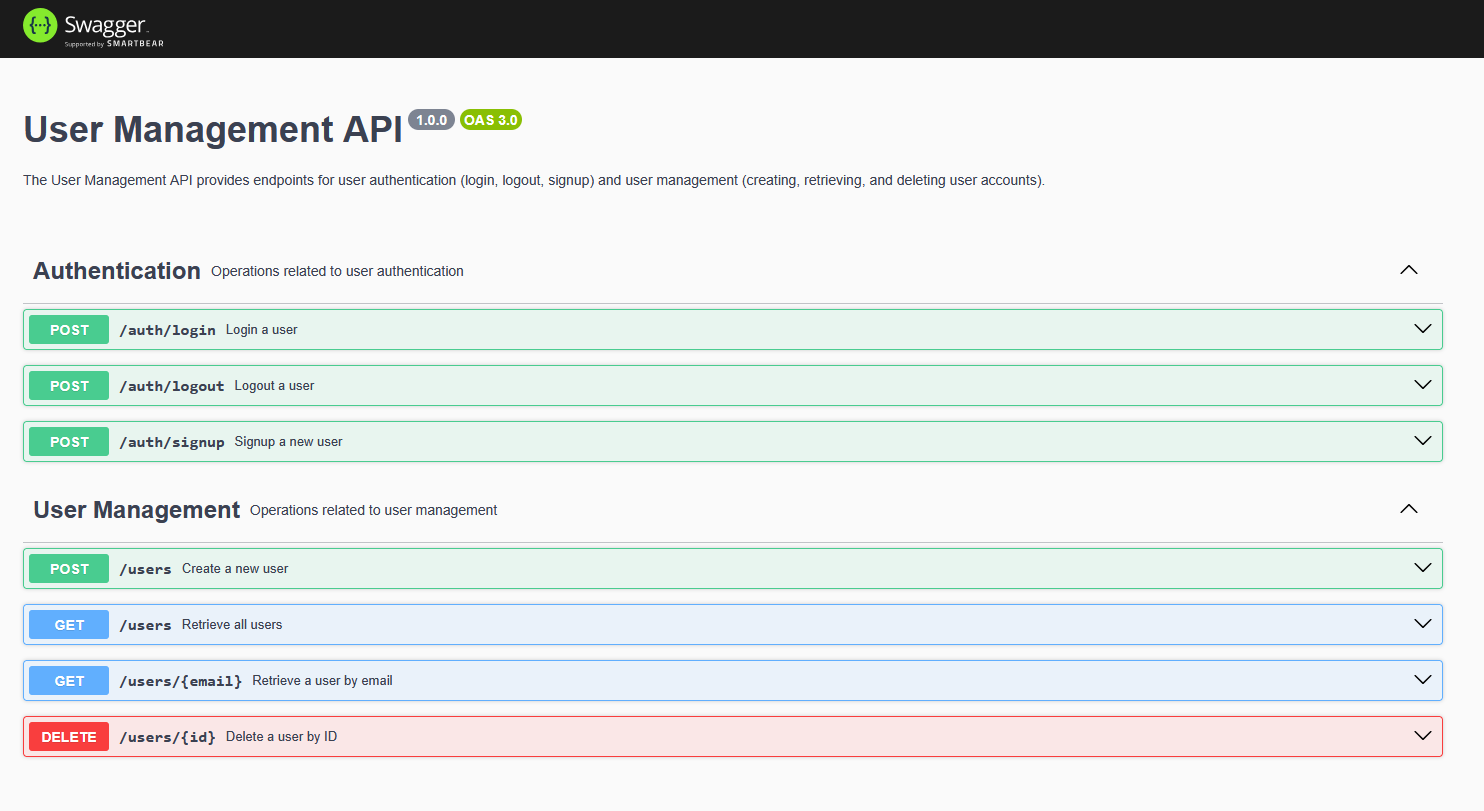 {···} Swagger
Supported by SMARTBEAR
User Management API 1.0.0 OAS 3.0
The User Management API provides endpoints for user authentication (login, logout, signup) and user management (creating, retrieving, and deleting user accounts).
Authentication Operations related to user authentication
POST /auth/login Login a user
POST /auth/logout Logout a user
POST /auth/signup Signup a new user
User Management Operations related to user management
POST /users Create a new user
GET /users Retrieve all users
GET /users/{email} Retrieve a user by email
DELETE /users/{id} Delete a user by ID